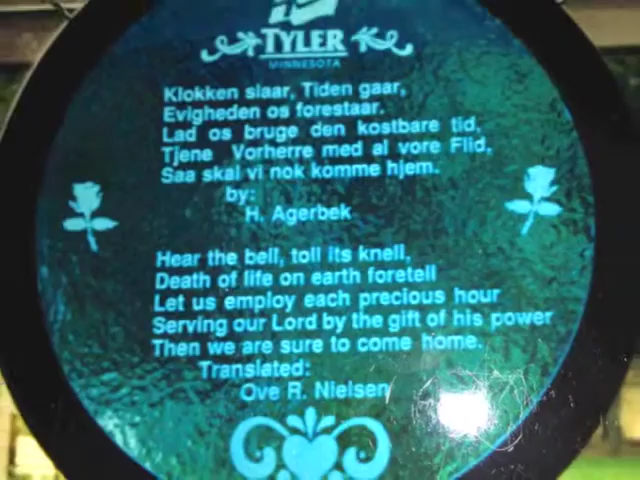 TYLER
MINNESOTA
Klokken slaar, Tiden gaar,
Evigheden os forestaar.
Lad os bruge den kostbare tid,
Tjene Vorherre med al vore Flid,
Saa skal vi nok komme hjem.
by:
H. Agerbek
Hear the bell, toll its knell,
Death of life on earth foretell
Let us employ each precious hour
Serving our Lord by the gift of his power
Then we are sure to come home.
Translated:
Ove R. Nielsen